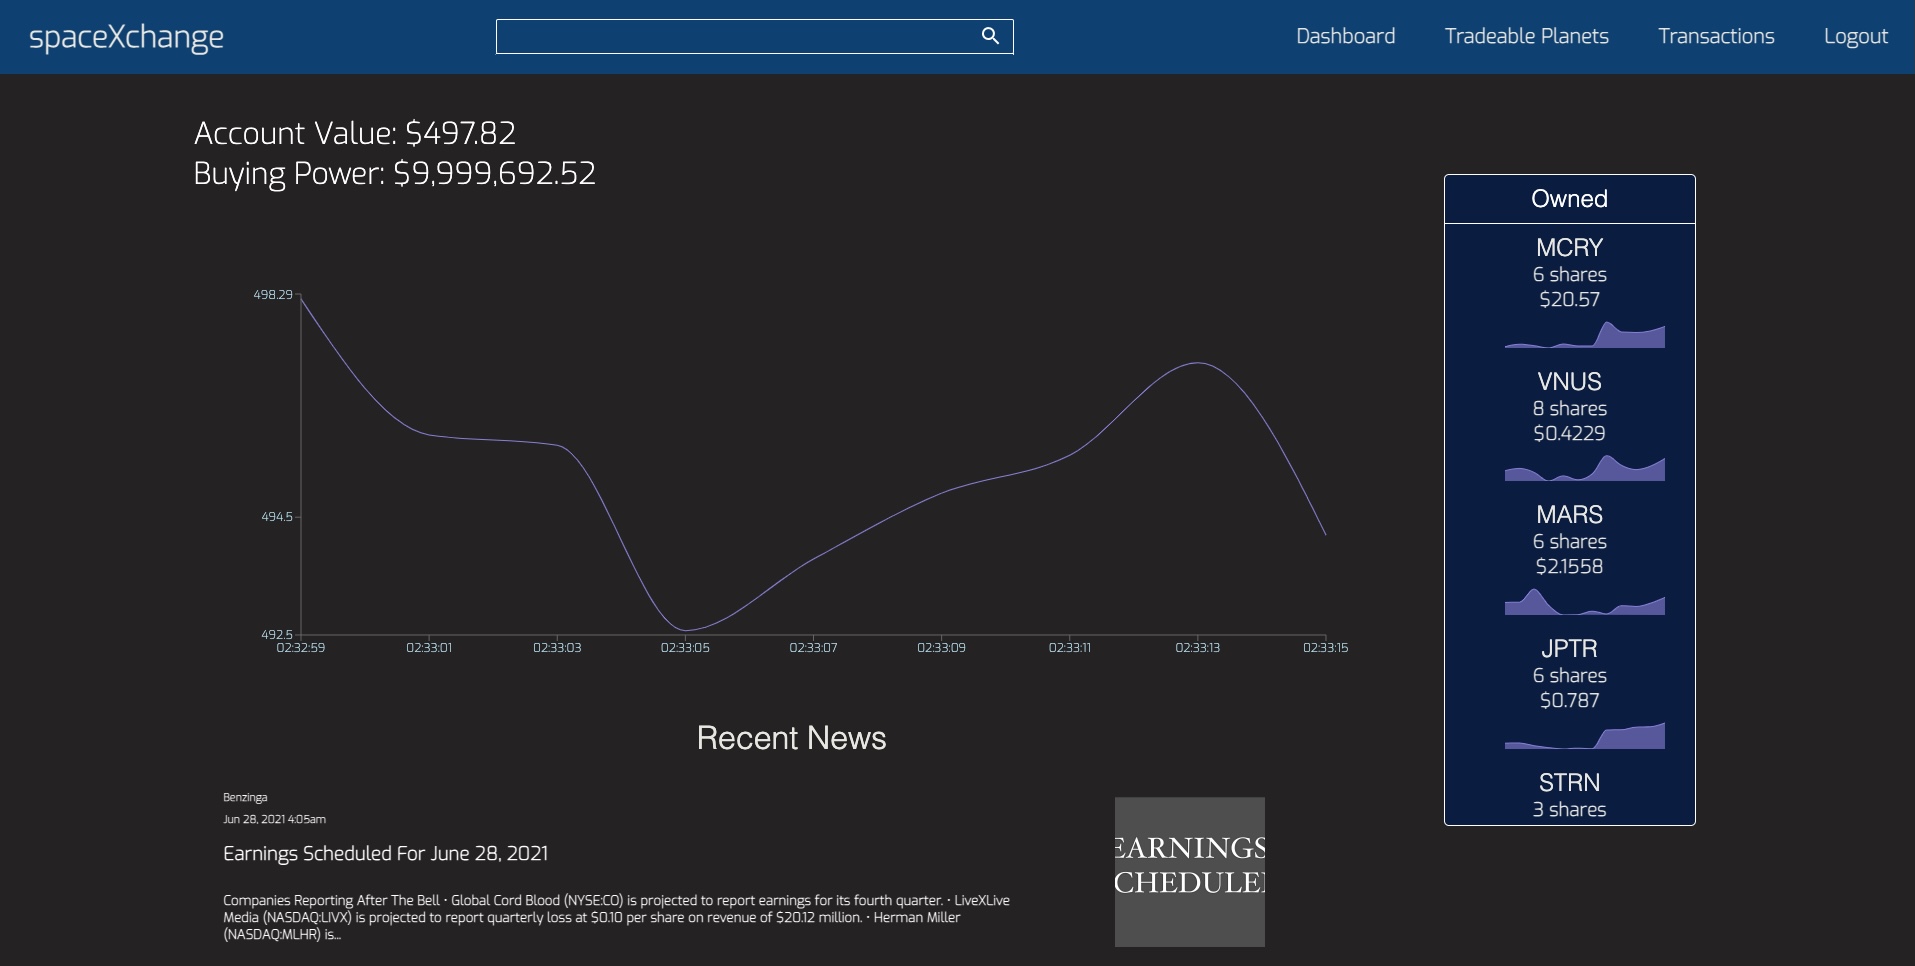 spaceXchange
Dashboard
Tradeable Planets
Transactions
Logout
Account Value: $497.82
Buying Power: $9,999,692.52
498.29
494.5
492.5
02:32:59
02:33:01
02:33:03
02:33:05
02:33:07
02:33:09
02:33:11
02:33:13
02:33:15
Owned
MCRY
6 shares
$20.57
VNUS
8 shares
$0.4229
MARS
6 shares
$2.1558
JPTR
6 shares
$0.787
STRN
3 shares
Recent News
Benzinga
Jun 28, 2021 4:05am
Earnings Scheduled For June 28, 2021
Companies Reporting After The Bell • Global Cord Blood (NYSE:CO) is projected to report earnings for its fourth quarter. • LiveXLive
Media (NASDAQ:LIVX) is projected to report quarterly loss at $0.10 per share on revenue of $20.12 million. • Herman Miller
(NASDAQ:MLHR) is...
EARNINGS
CHEDULE